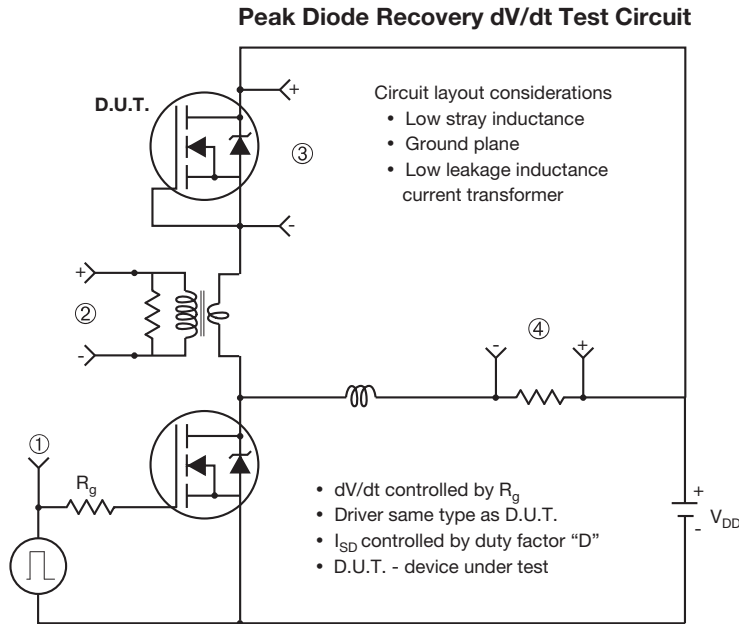 Peak Diode Recovery dV/dt Test Circuit
D.U.T.
+
③
-
Circuit layout considerations
• Low stray inductance
• Ground plane
• Low leakage inductance
current transformer
+
②
-
-
④
+
①
Rg
• dV/dt controlled by Rg
• Driver same type as D.U.T.
• ISD controlled by duty factor “D”
• D.U.T. - device under test
+
-
VDD